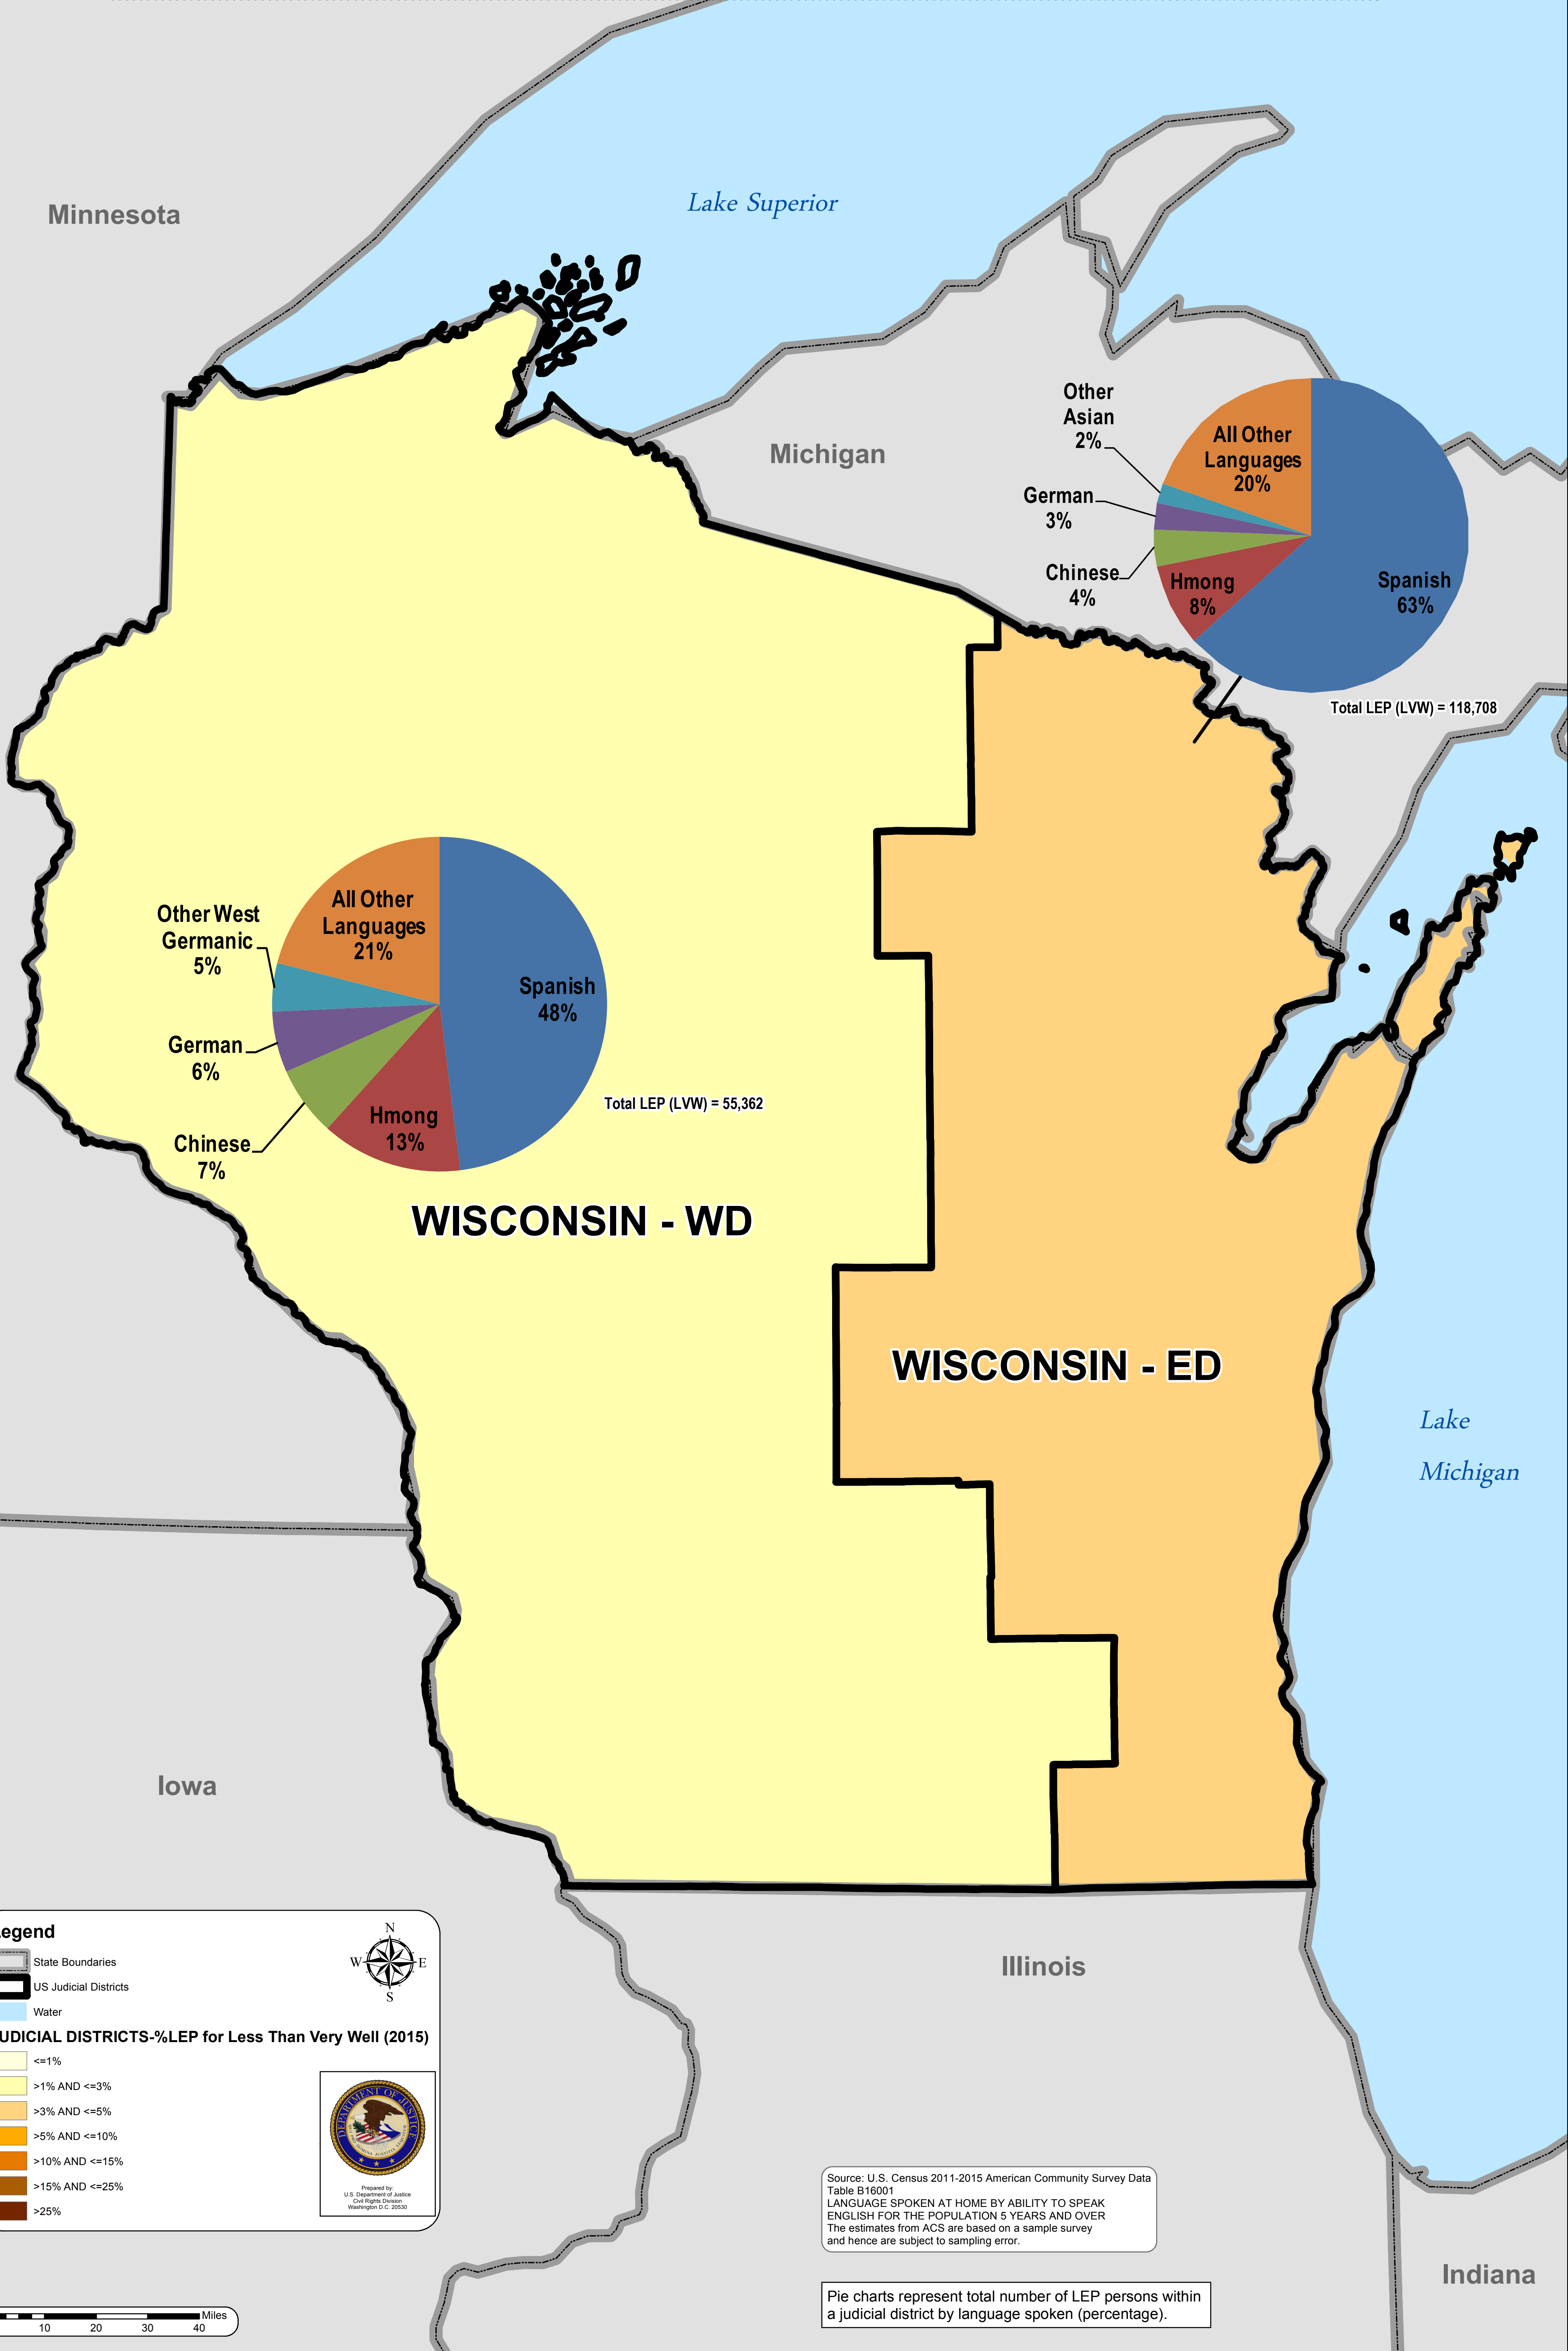 Lake Superior
Minnesota
Michigan
Other
Asian
2%
All Other
Languages
20%
German
3%
Chinese
4%
Hmong
8%
Spanish
63%
Total LEP (LVW) = 118,708
Other West
Germanic
5%
All Other
Languages
21%
Spanish
48%
German
6%
Chinese
7%
Hmong
13%
Total LEP (LVW) = 55,362
WISCONSIN - WD
WISCONSIN - ED
Lake
Michigan
Iowa
Illinois
Indiana
egend
State Boundaries
US Judicial Districts
Water
N
W E
S
UDICIAL DISTRICTS-%LEP for Less Than Very Well (2015)
<=1%
>1% AND <=3%
>3% AND <=5%
>5% AND <=10%
>10% AND <=15%
>15% AND <=25%
>25%
DEPARTMENT OF JUSTICE
Prepared by:
U.S. Department of Justice
Civil Rights Division
Washington D.C. 20530
Miles
10 20 30 40
Source: U.S. Census 2011-2015 American Community Survey Data
Table B16001
LANGUAGE SPOKEN AT HOME BY ABILITY TO SPEAK
ENGLISH FOR THE POPULATION 5 YEARS AND OVER
The estimates from ACS are based on a sample survey
and hence are subject to sampling error.
Pie charts represent total number of LEP persons within
a judicial district by language spoken (percentage).